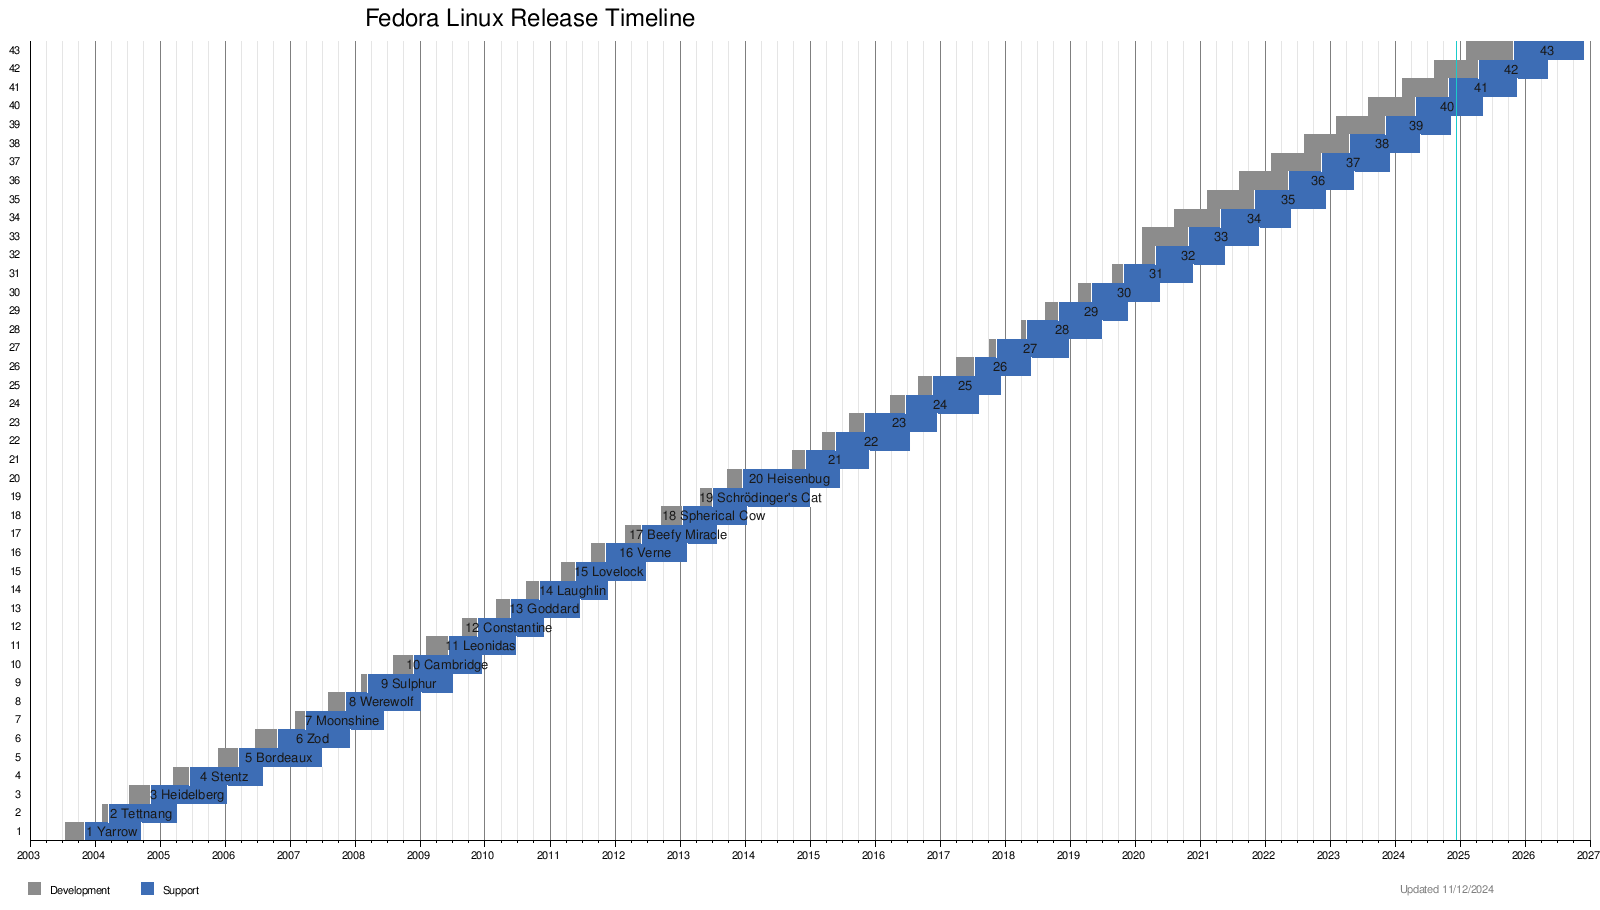 Fedora Linux Release Timeline
43 43
42 42
41 41
40 40
39 39
38 38
37 37
36 36
35 35
34 34
33 33
32 32
31 31
30 30
29 29
28 28
27 27
26 26
25 25
24 24
23 23
22 22
21 21
20 20 Heisenbug
19 19 Schrödinger's Cat
18 18 Spherical Cow
17 17 Beefy Miracle
16 16 Verne
15 15 Lovelock
14 14 Laughlin
13 13 Goddard
12 12 Constantine
11 11 Leonidas
10 10 Cambridge
9 9 Sulphur
8 8 Werewolf
7 7 Moonshine
6 6 Zod
5 5 Bordeaux
4 4 Stentz
3 3 Heidelberg
2 2 Tettnang
1 1 Yarrow
2003 2004 2005 2006 2007 2008 2009 2010 2011 2012 2013 2014 2015 2016 2017 2018 2019 2020 2021 2022 2023 2024 2025 2026 2027
Development Support Updated 11/12/2024